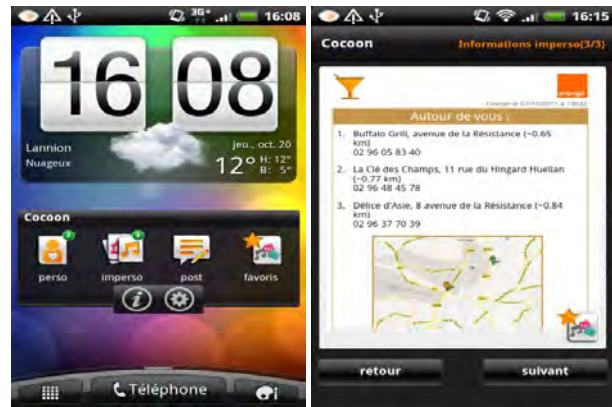 3G+
16:08
16 08
Lannion
Nuageux
jeu., oct. 20
12° H: 12°
B: 5°
Cocoon
perso
imperso
post
favoris
Téléphone
16:15
Cocoon
Informations imperso(3/3)
orange
Autour de vous :
1. Buffalo Grill, avenue de la Résistance (~0.65
km)
02 96 05 83 40
2. La Clé des Champs, 11 rue du Hingard Huellan
(~0.77 km)
02 96 48 45 78
3. Délice d'Asie, 8 avenue de la Résistance (~0.84
km)
02 96 37 70 39
retour
suivant